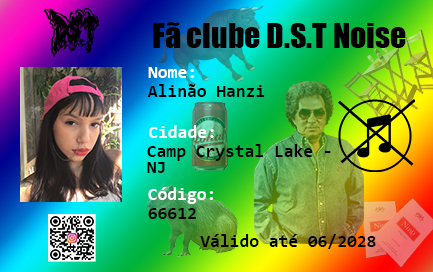 Fã clube D.S.T Noise
Nome:
Alinão Hanzi
Cidade:
Camp Crystal Lake -
NJ
Código:
66612
Válido até 06/2028